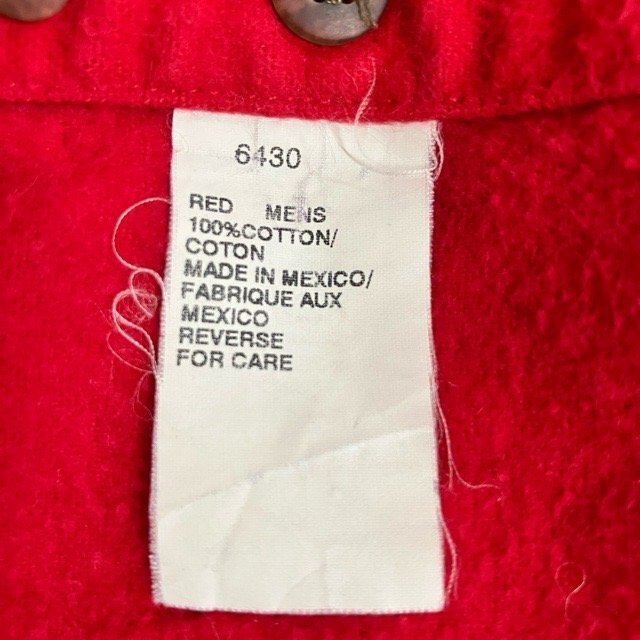 6430
RED MENS
100%COTTON/
COTON
MADE IN MEXICO/
FABRIQUE AUX
MEXICO
REVERSE
FOR CARE